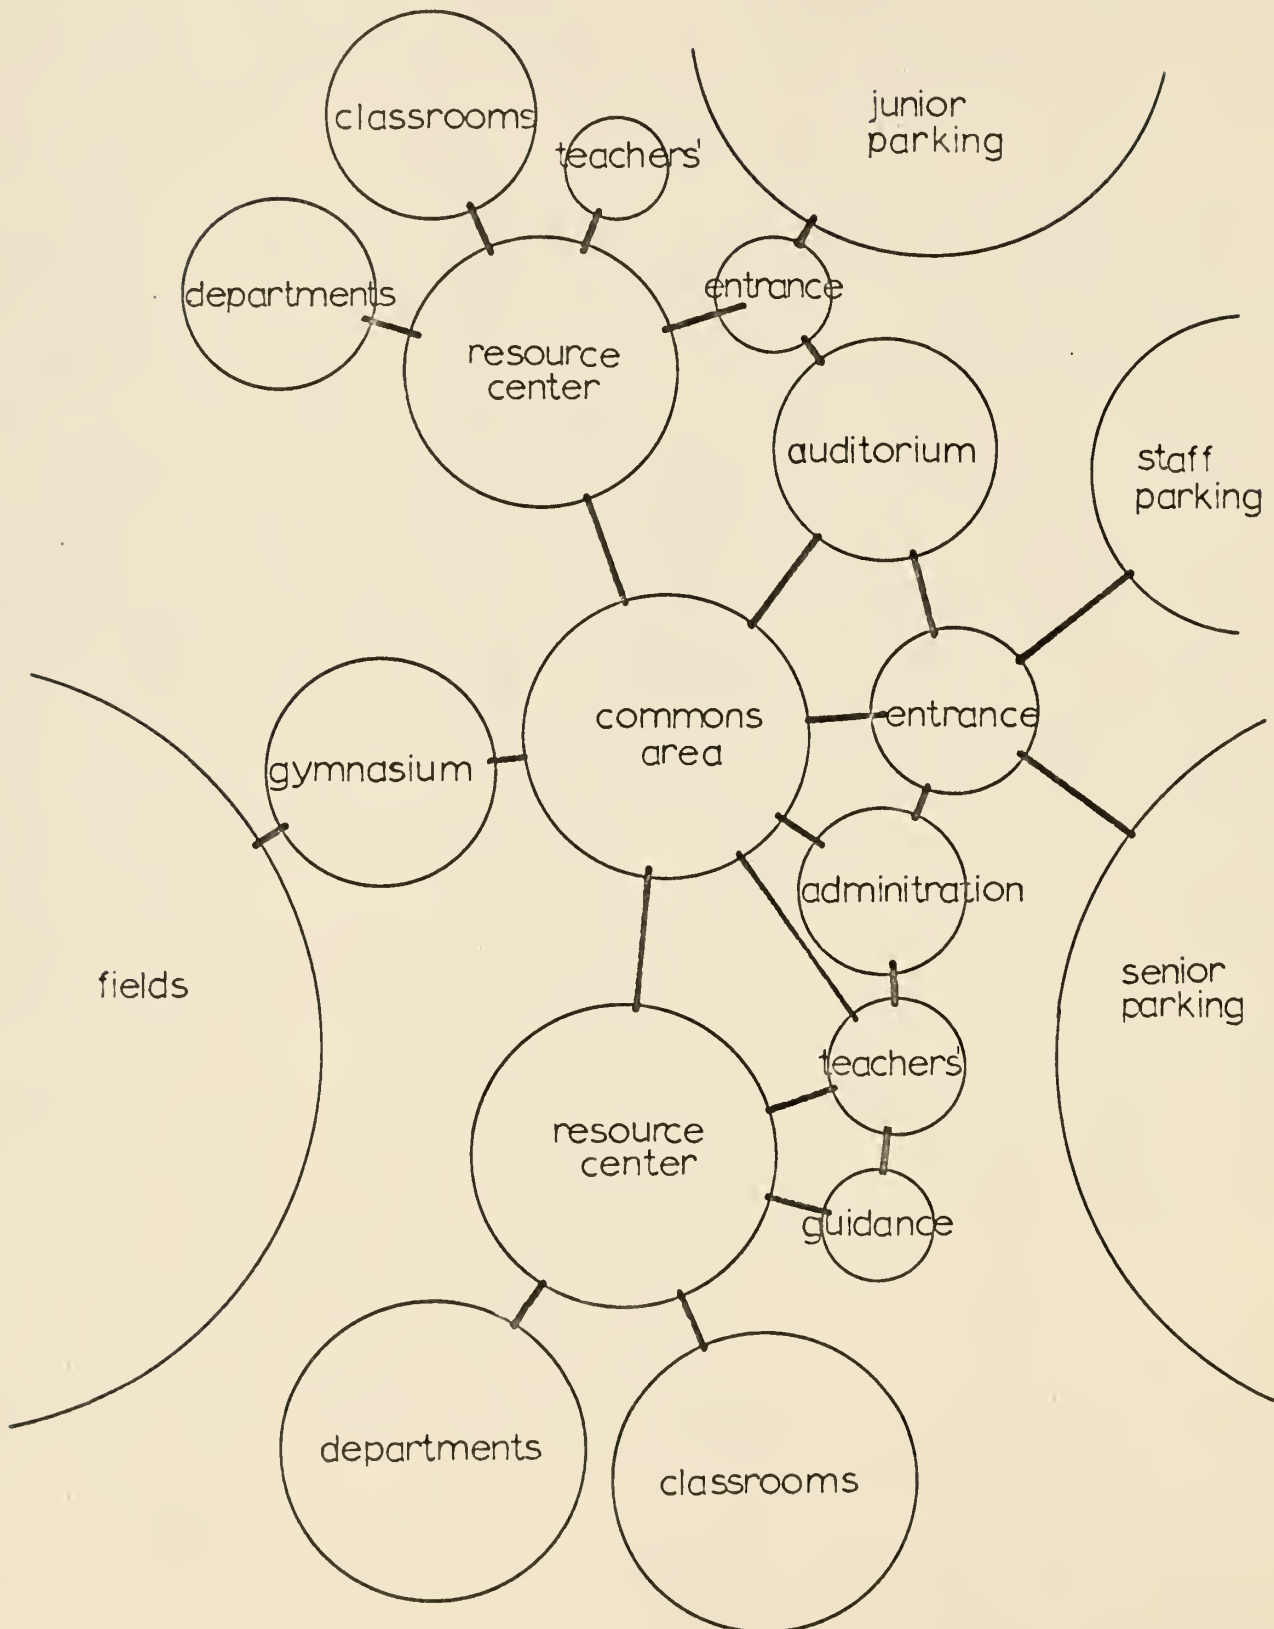 classrooms
teachers'
junior
parking
departments
entrance
resource
center
auditorium
staff
parking
commons
area
entrance
gymnasium
adminitration
fields
senior
parking
teachers'
resource
center
guidance
departments
classrooms